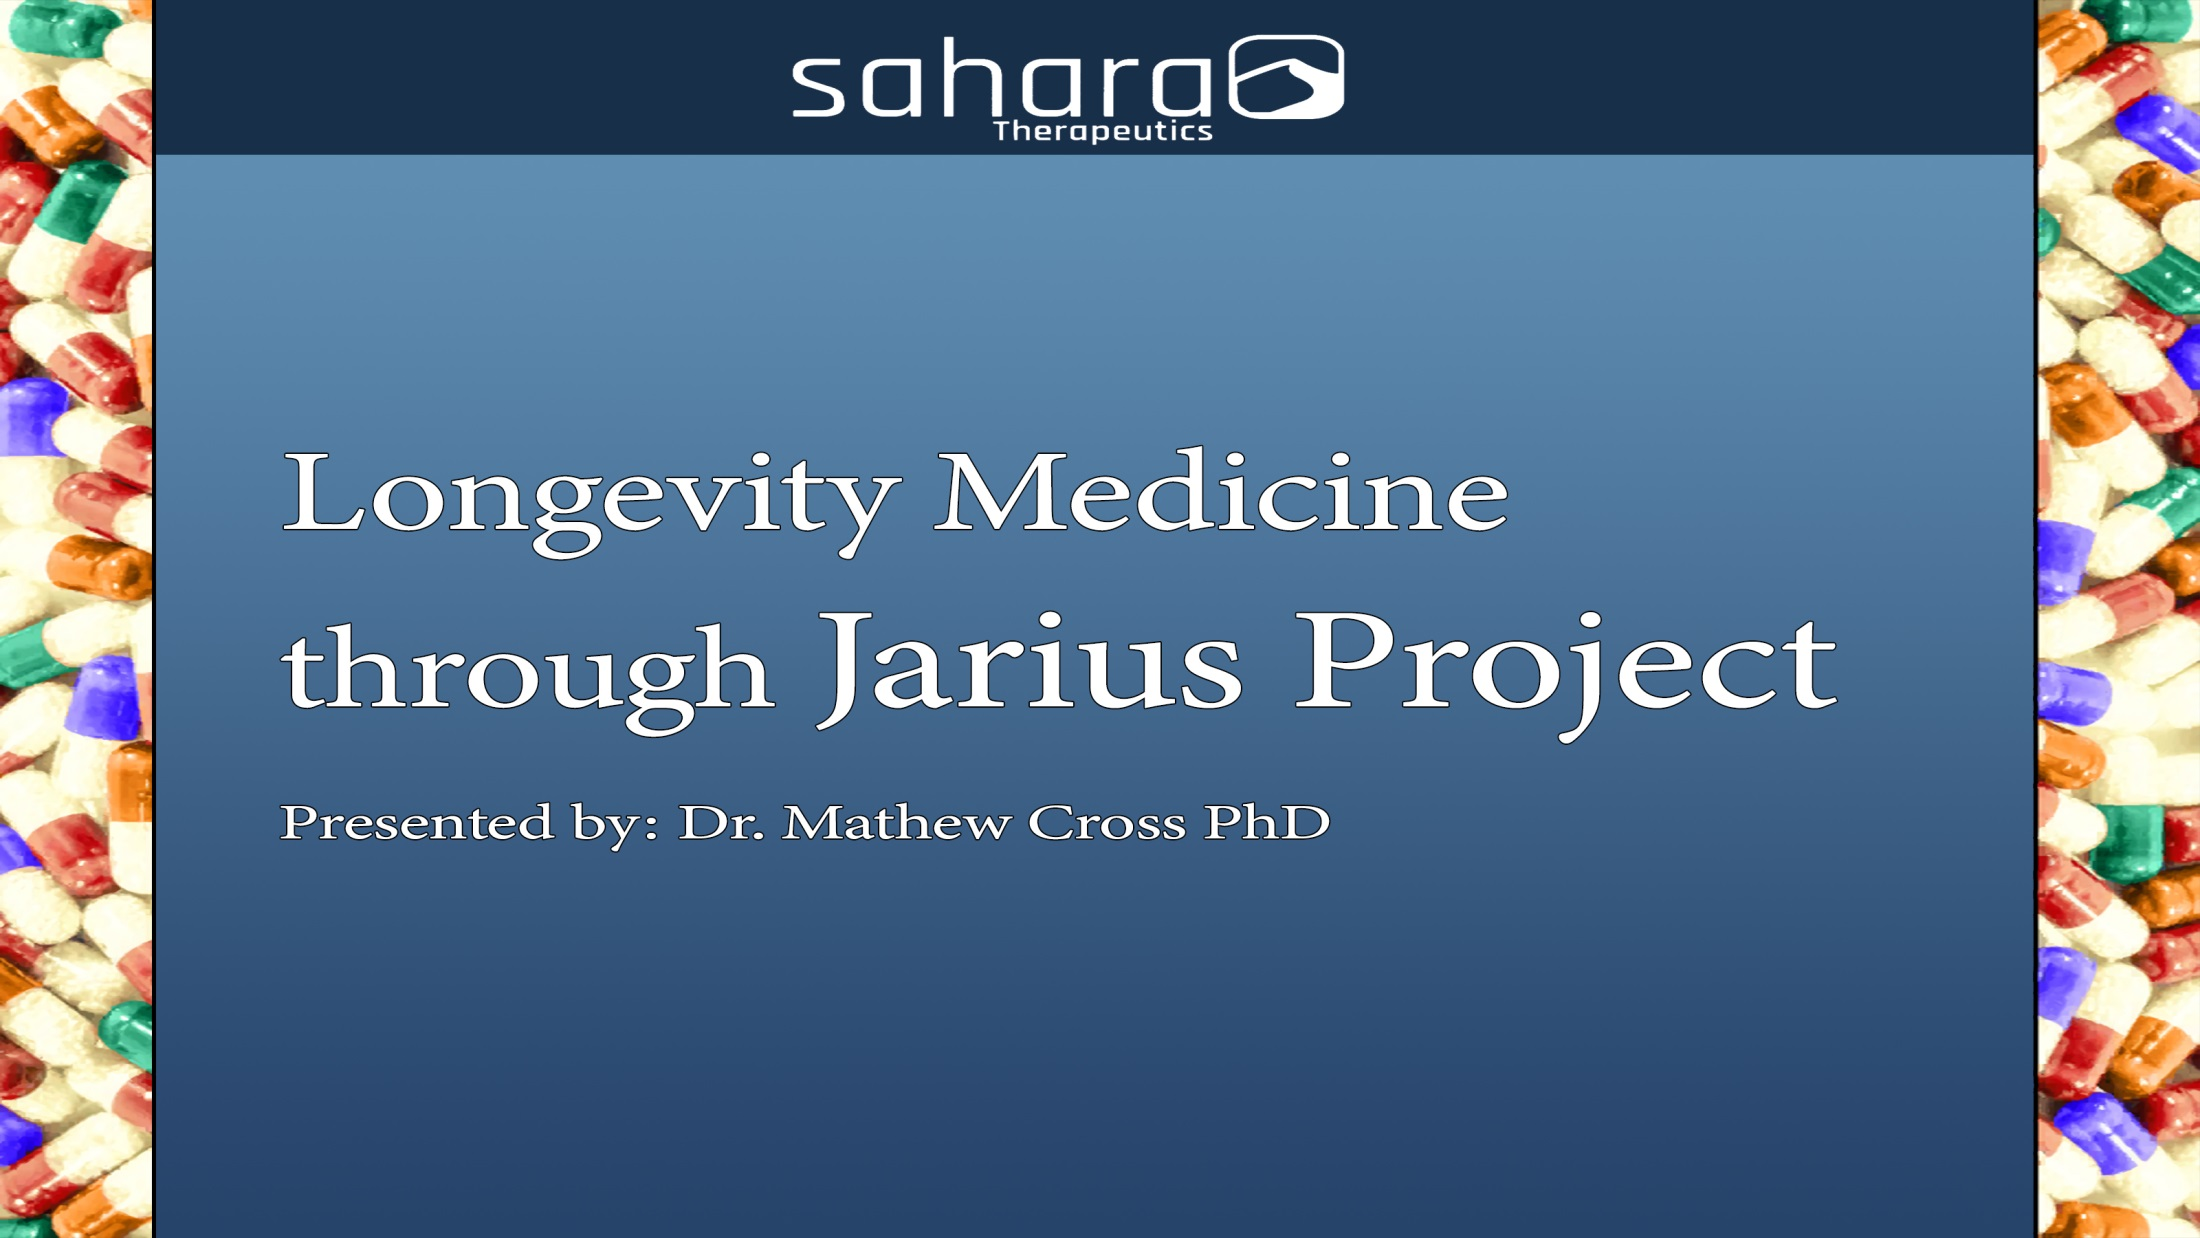 sahara
Therapeutics
Longevity Medicine
through Jarius Project
Presented by: Dr. Mathew Cross PhD